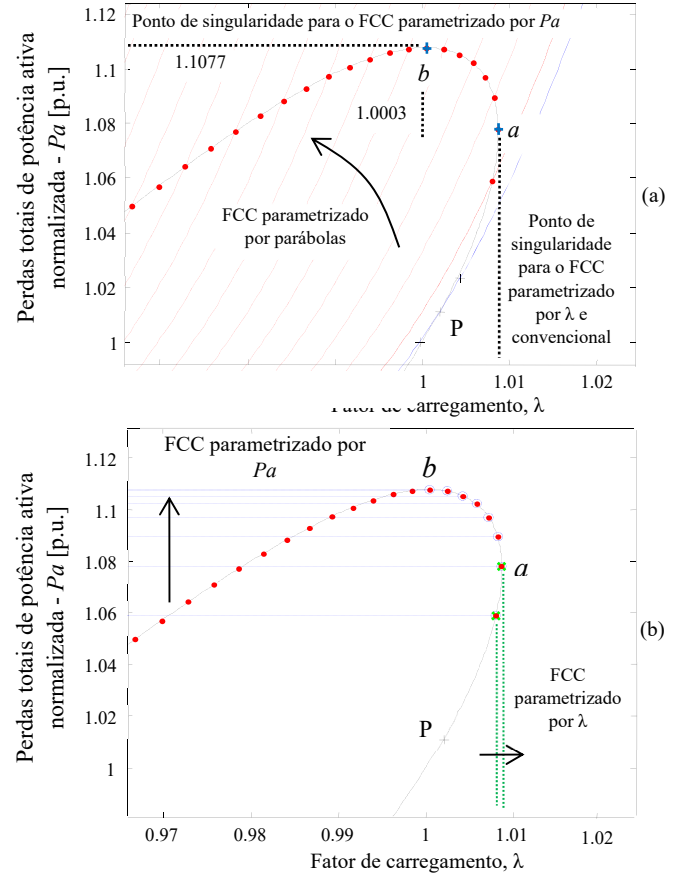 Ponto de singularidade para o FCC parametrizado por Pa
1.12
1.1077
1.1
b
1.0003
1.08
a
FCC parametrizado
por parábolas
1.06
1.04
1.02
1
P
Ponto de
singularidade
para o FCC
parametrizado
por λ e
convencional
Perdas totais de potência ativa
normalizada - Pa [p.u.]
(a)
1
1.01
1.02
Fator de carregamento, λ
FCC parametrizado por
Pa
1.12
b
1.1
1.08
a
1.06
1.04
1.02
1
P
FCC
parametrizado
por λ
Perdas totais de potência ativa
normalizada - Pa [p.u.]
(b)
0.97
0.98
0.99
1
1.01
1.02
Fator de carregamento, λ